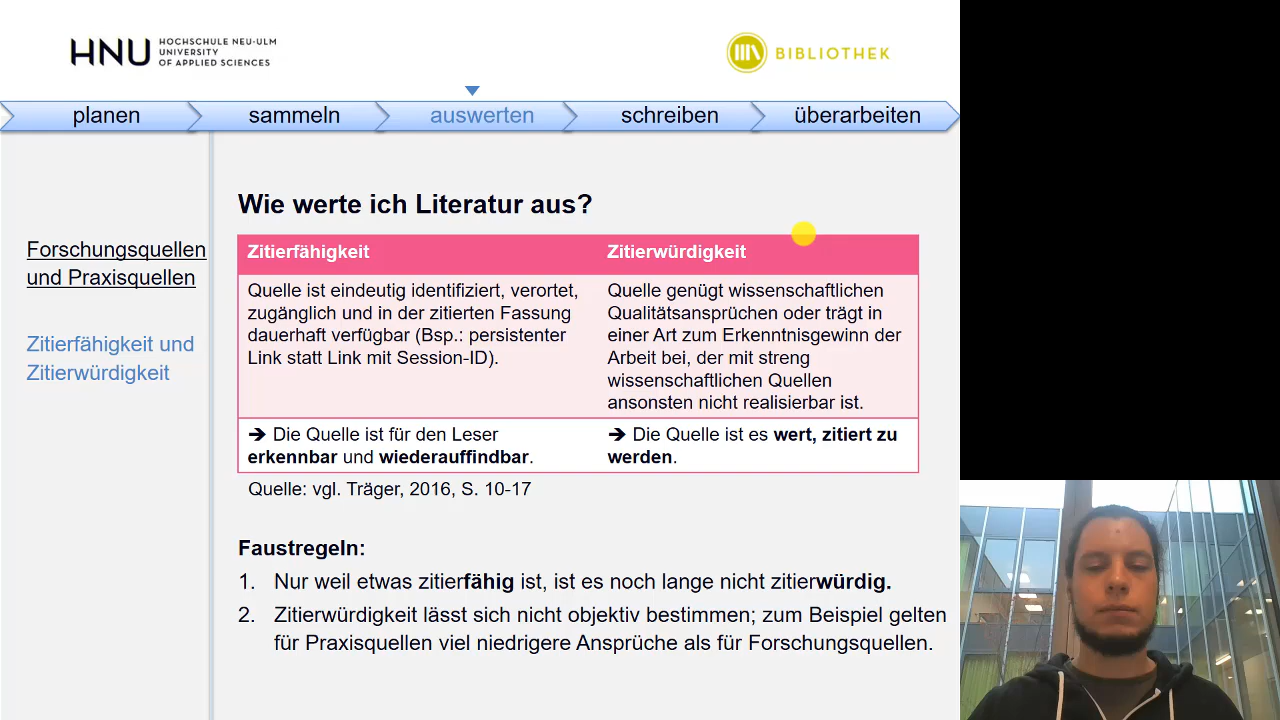 HNU HOCHSCHULE NEU-ULM
UNIVERSITY
OF APPLIED SCIENCES
BIBLIOTHEK
planen sammeln auswerten schreiben überarbeiten
Forschungsquellen
und Praxisquellen
Zitierfähigkeit und
Zitierwürdigkeit
Wie werte ich Literatur aus?
Zitierfähigkeit
Quelle ist eindeutig identifiziert, verortet,
zugänglich und in der zitierten Fassung
dauerhaft verfügbar (Bsp.: persistenter
Link statt Link mit Session-ID).
➔ Die Quelle ist für den Leser
erkennbar und wiederauffindbar.
Zitierwürdigkeit
Quelle genügt wissenschaftlichen
Qualitätsansprüchen oder trägt in
einer Art zum Erkenntnisgewinn der
Arbeit bei, der mit streng
wissenschaftlichen Quellen
ansonsten nicht realisierbar ist.
➔ Die Quelle ist es wert, zitiert zu
werden.
Quelle: vgl. Träger, 2016, S. 10-17
Faustregeln:
1. Nur weil etwas zitierfähig ist, ist es noch lange nicht zitierwürdig.
2. Zitierwürdigkeit lässt sich nicht objektiv bestimmen; zum Beispiel gelten
für Praxisquellen viel niedrigere Ansprüche als für Forschungsquellen.